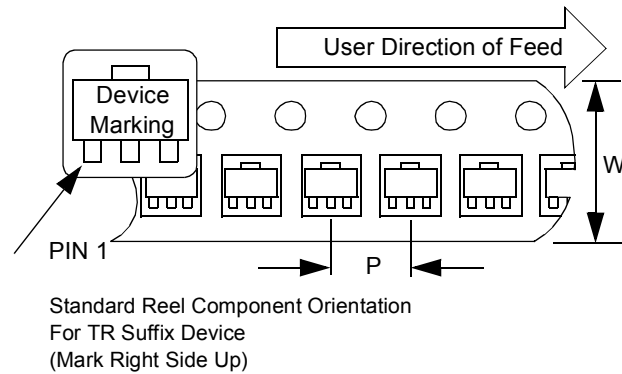 User Direction of Feed
Device
Marking
W
PIN 1
P
Standard Reel Component Orientation
For TR Suffix Device
(Mark Right Side Up)